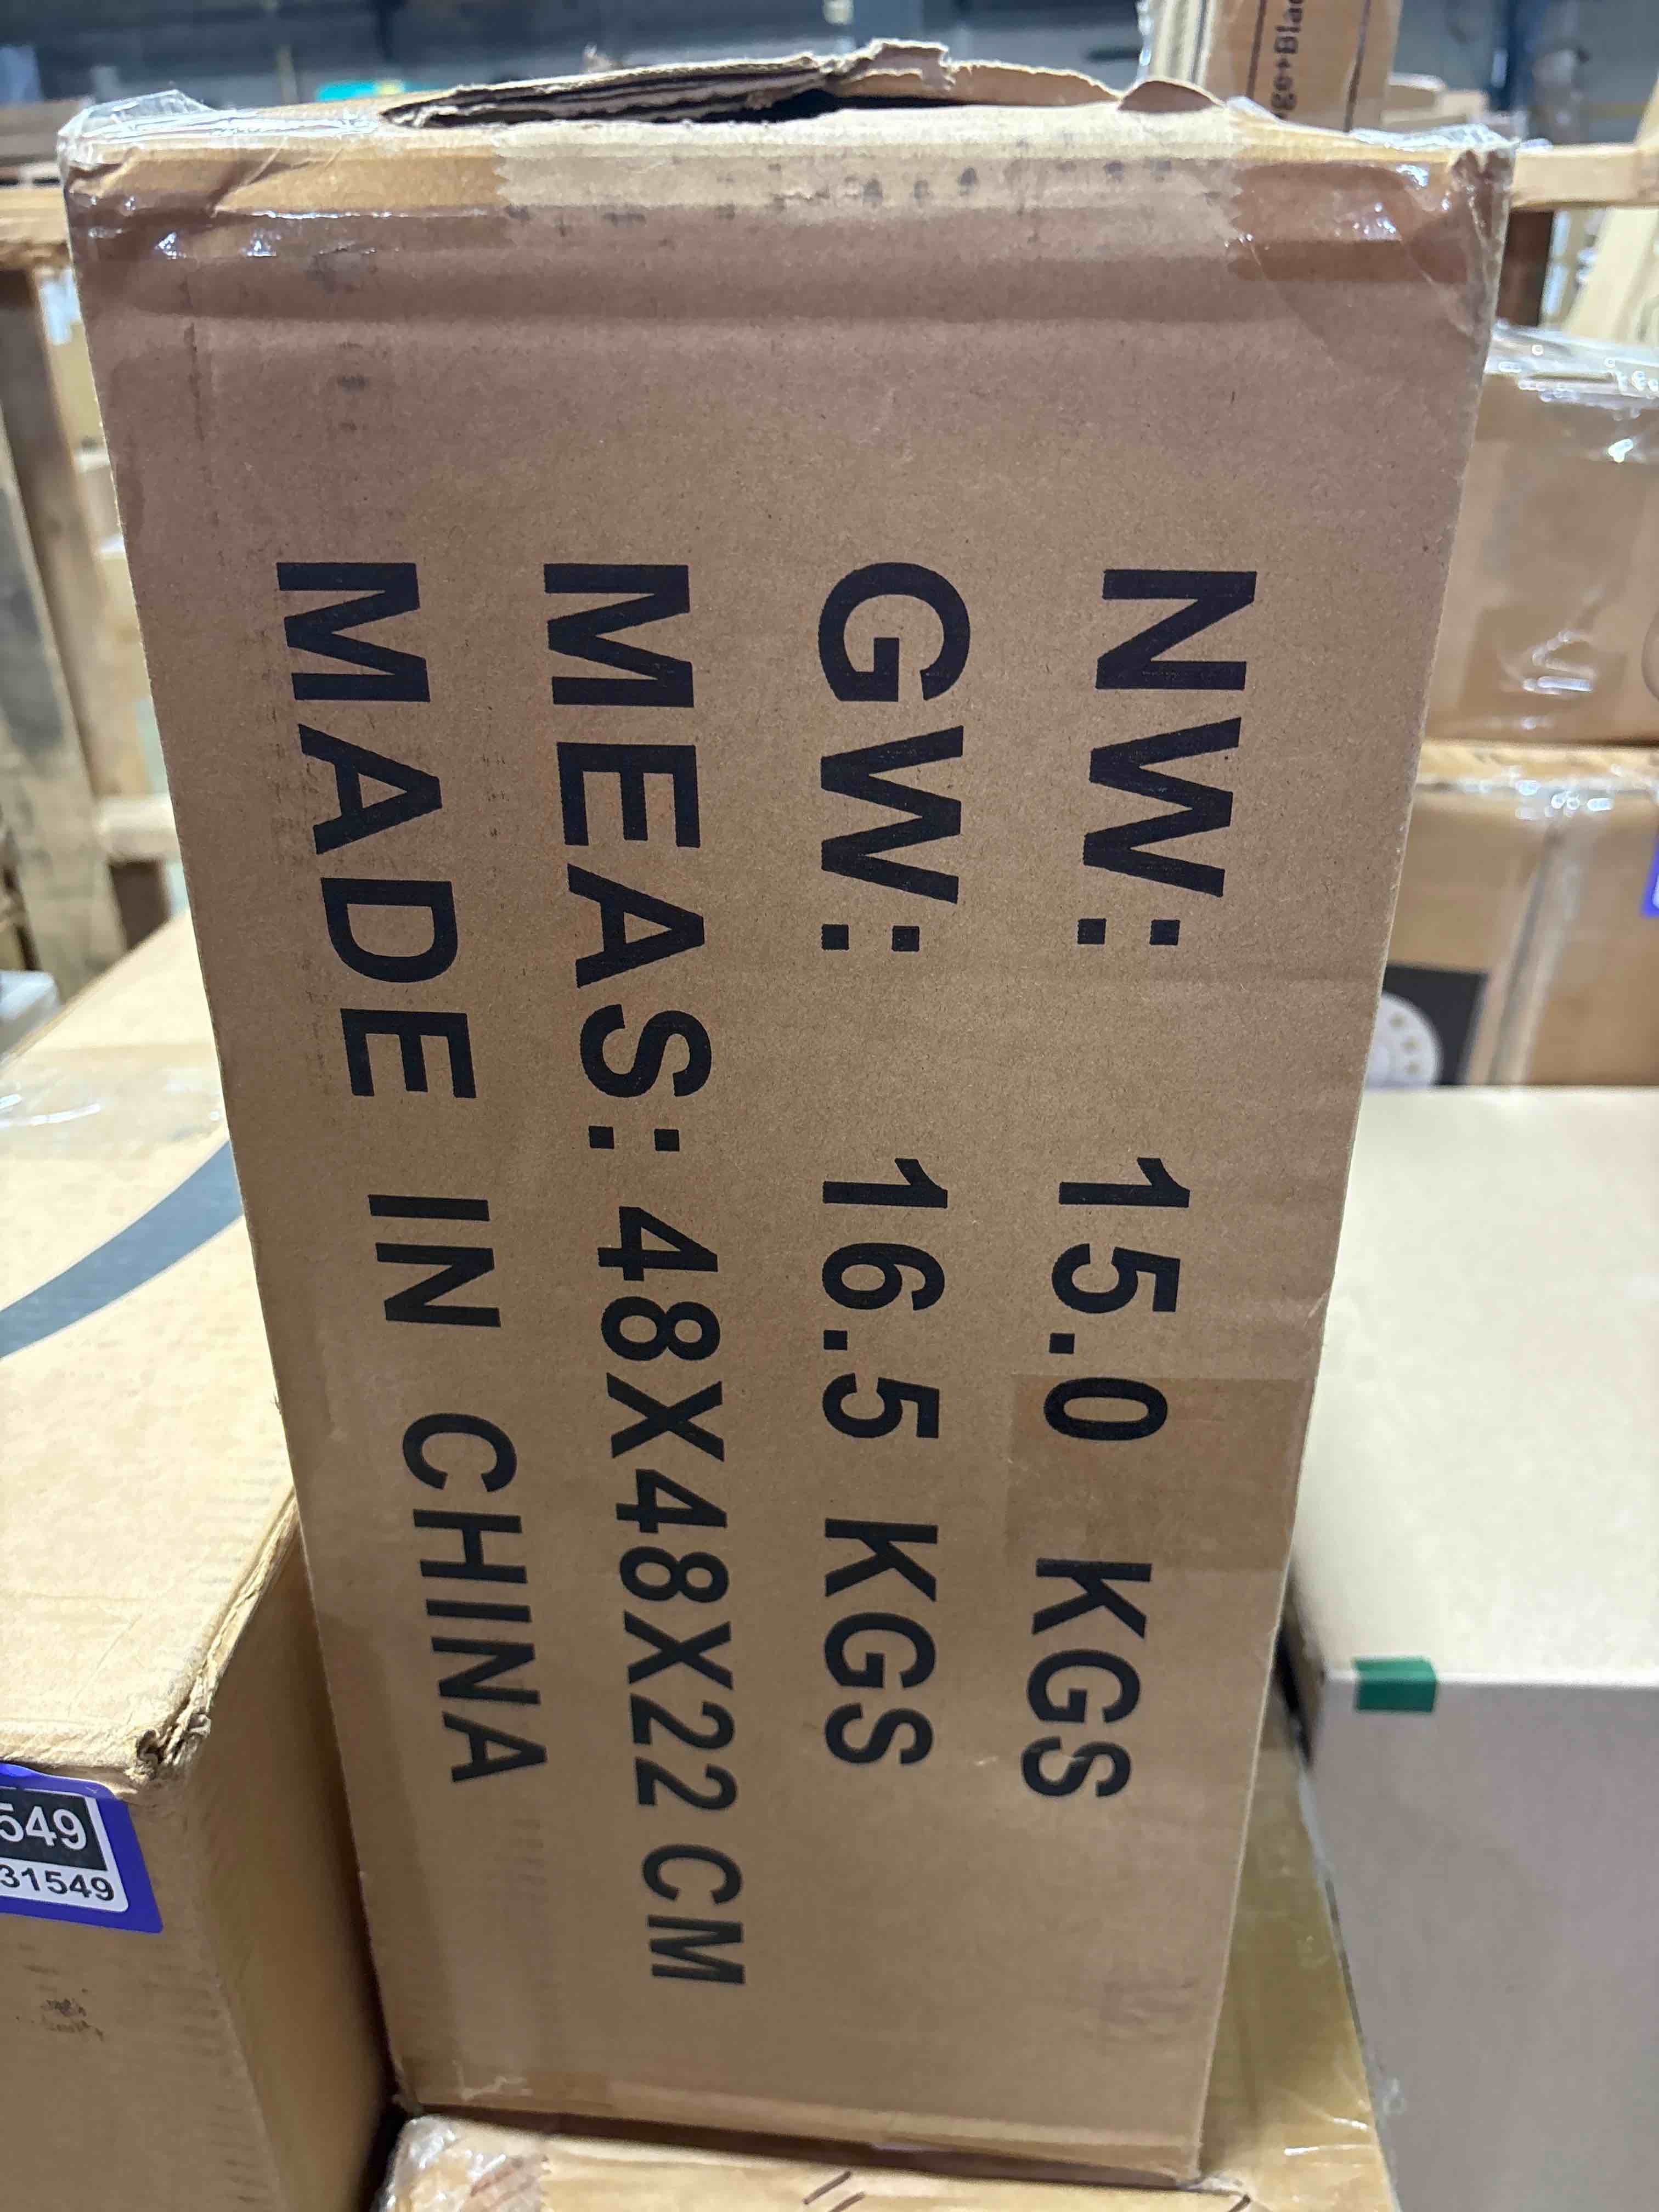 NW: 15.0 KGS
GW: 16.5 KGS
MEAS: 48X48X22 CM
MADE IN CHINA
549
31549